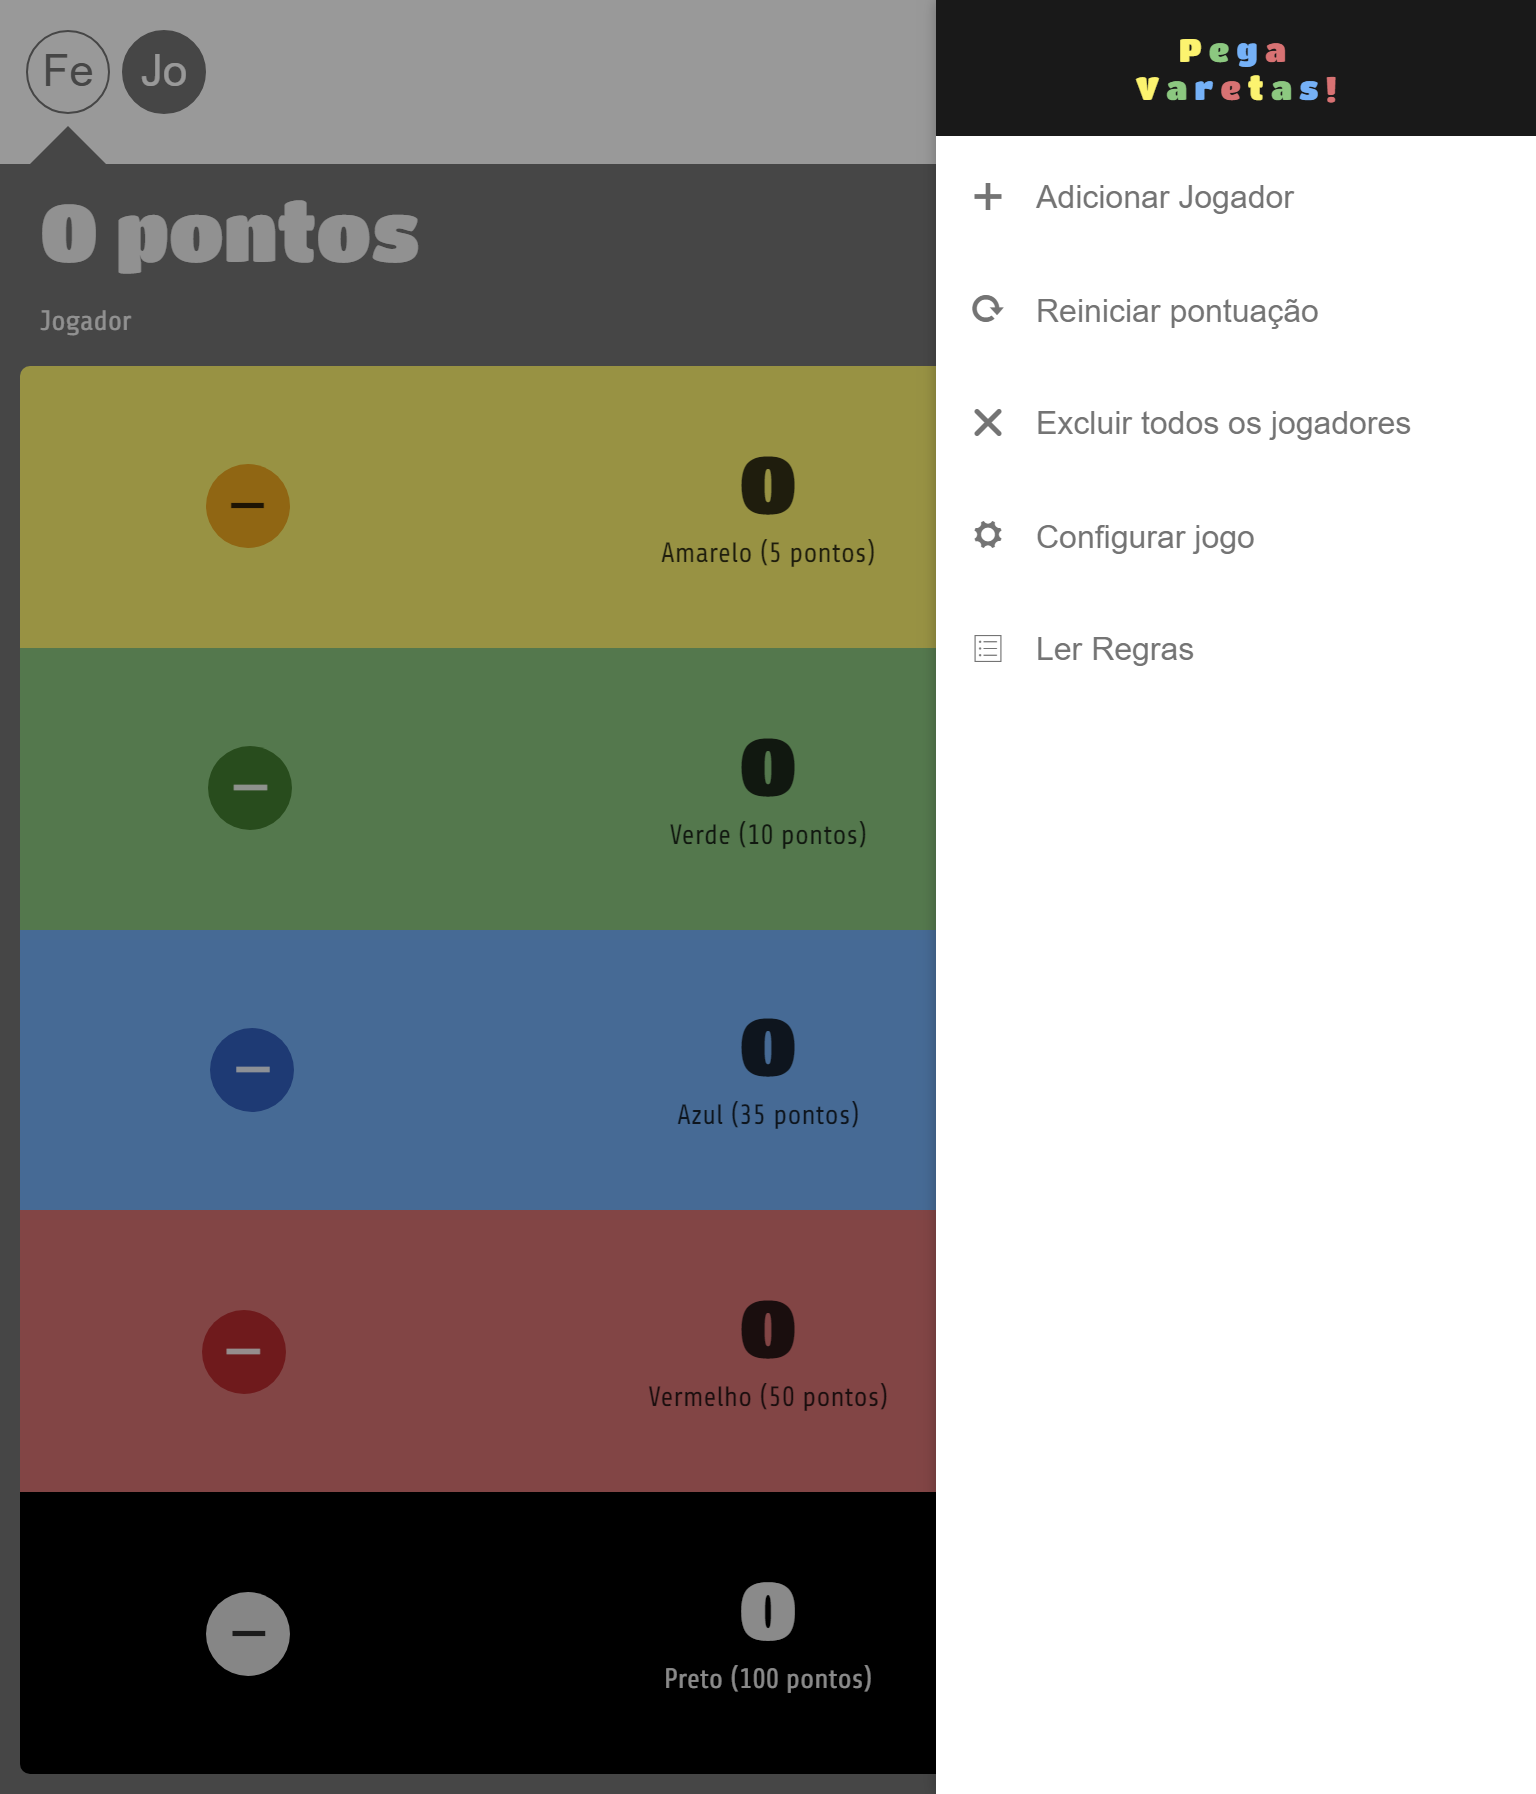 Fe Jo
0 pontos
Jogador
0
Amarelo (5 pontos)
0
Verde (10 pontos)
0
Azul (35 pontos)
0
Vermelho (50 pontos)
0
Preto (100 pontos)
Pega
Varetas!
Adicionar Jogador
Reiniciar pontuação
Excluir todos os jogadores
Configurar jogo
Ler Regras